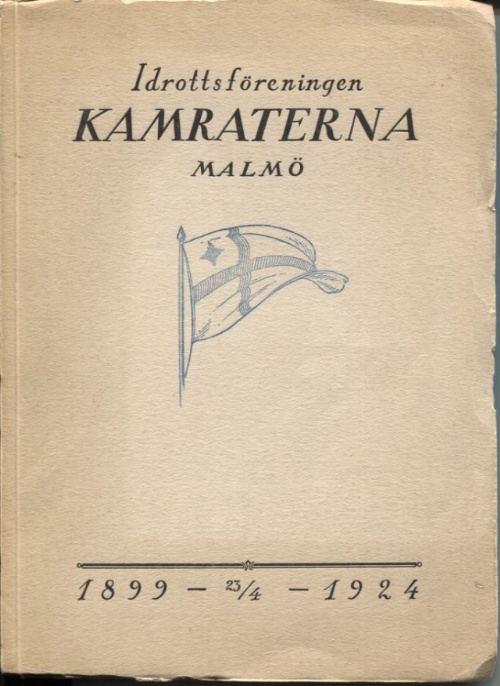 Idrottsföreningen
KAMRATERNA
MALMÖ
1899 – 23/4 – 1924